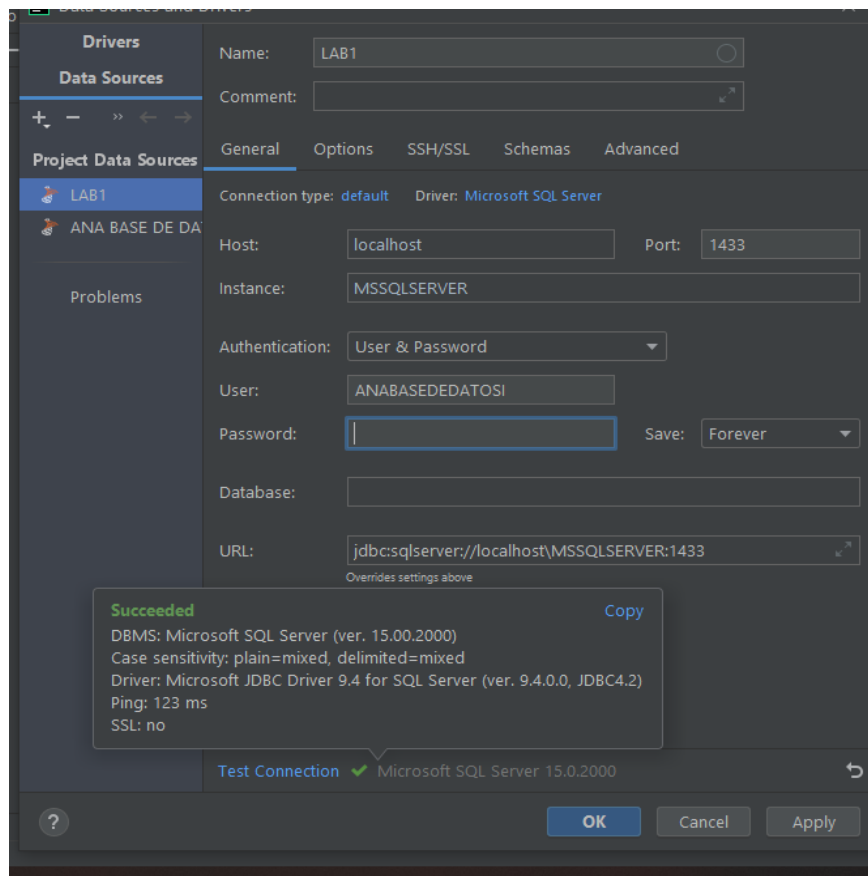 Data Sources and Drivers
Drivers
Data Sources
Project Data Sources
LAB1
ANA BASE DE DA
Problems
Name: LAB1
Comment:
General Options SSH/SSL Schemas Advanced
Connection type: default Driver: Microsoft SQL Server
Host: localhost Port: 1433
Instance: MSSQLSERVER
Authentication: User & Password
User: ANABASEDEDATOSI
Password: Save: Forever
Database:
URL: jdbc:sqlserver://localhost\MSSQLSERVER:1433
Overrides settings above
Succeeded Copy
DBMS: Microsoft SQL Server (ver. 15.00.2000)
Case sensitivity: plain=mixed, delimited=mixed
Driver: Microsoft JDBC Driver 9.4 for SQL Server (ver. 9.4.0.0, JDBC4.2)
Ping: 123 ms
SSL: no
Test Connection Microsoft SQL Server 15.0.2000
? OK Cancel Apply